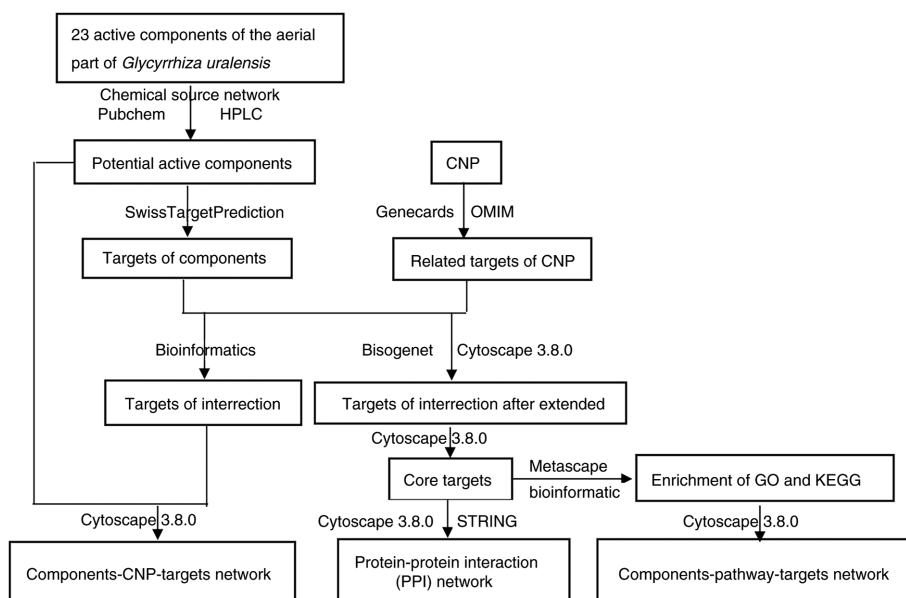 23 active components of the aerial
part of Glycyrrhiza uralensis
Chemical source network
Pubchem HPLC
Potential active components
CNP
SwissTargetPrediction
Genecards OMIM
Targets of components
Related targets of CNP
Bioinformatics
Bisogenet Cytoscape 3.8.0
Targets of interrection
Targets of interrection after extended
Cytoscape 3.8.0
Core targets
Metascape
bioinformatic
Enrichment of GO and KEGG
Cytoscape 3.8.0
Cytoscape 3.8.0 STRING
Cytoscape 3.8.0
Components-CNP-targets network
Protein-protein interaction
(PPI) network
Components-pathway-targets network